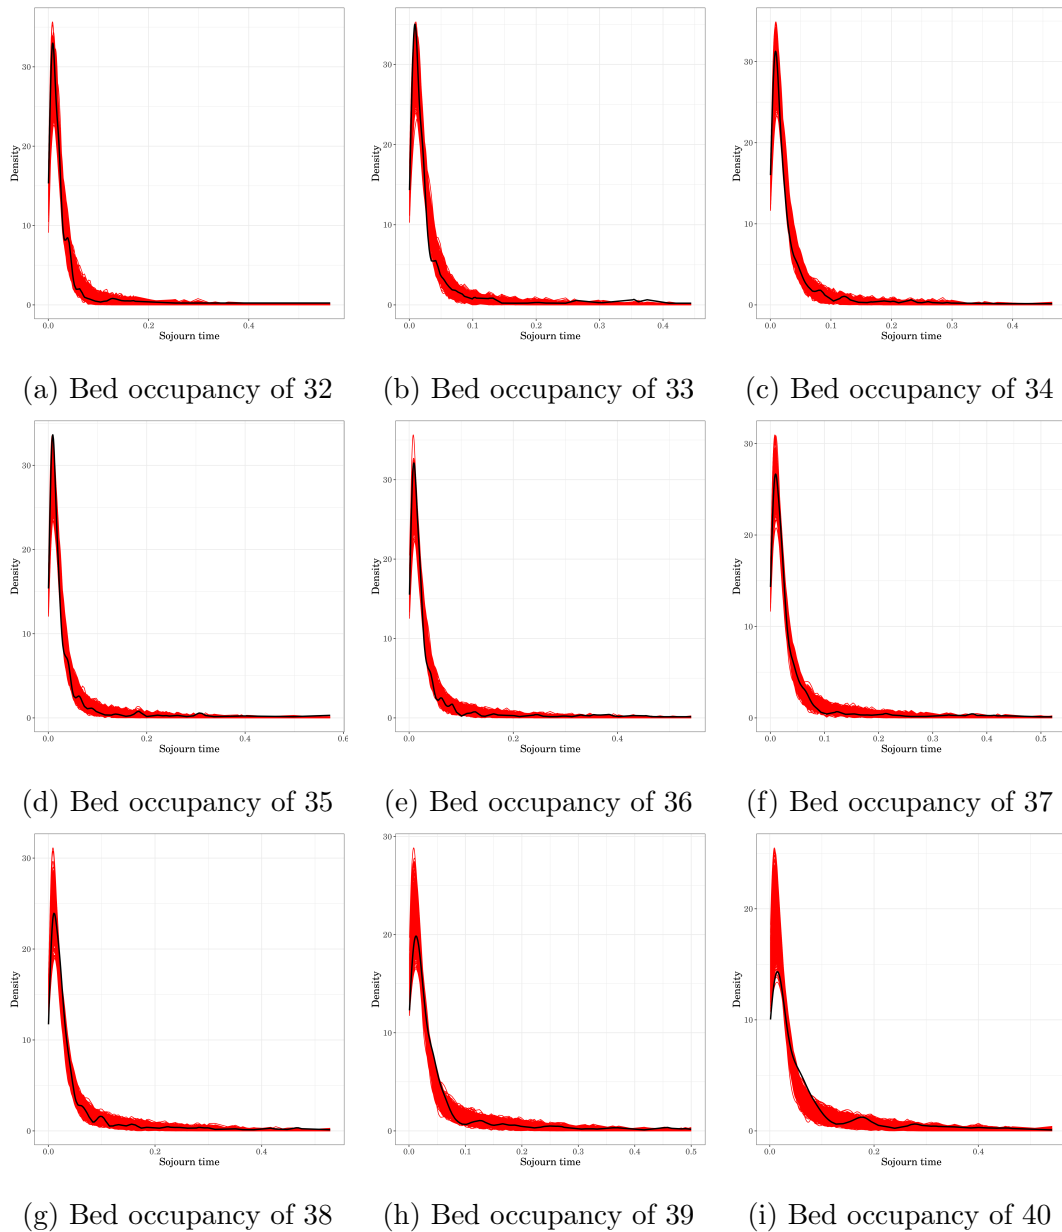 30
20
10
0
Density
0.0 0.2 0.4
Sojourn time
30
20
10
0
Density
0.0 0.1 0.2 0.3 0.4
Sojourn time
30
20
10
0
Density
0.0 0.1 0.2 0.3 0.4
Sojourn time
(a) Bed occupancy of 32
(b) Bed occupancy of 33
(c) Bed occupancy of 34
30
20
10
0
Density
0.0 0.2 0.4 0.6
Sojourn time
30
20
10
0
Density
0.0 0.2 0.4
Sojourn time
30
20
10
0
Density
0.0 0.1 0.2 0.3 0.4 0.5
Sojourn time
(d) Bed occupancy of 35
(e) Bed occupancy of 36
(f) Bed occupancy of 37
30
20
10
0
Density
0.0 0.2 0.4
Sojourn time
30
20
10
0
Density
0.0 0.1 0.2 0.3 0.4 0.5
Sojourn time
20
10
0
Density
0.0 0.2 0.4
Sojourn time
(g) Bed occupancy of 38
(h) Bed occupancy of 39
(i) Bed occupancy of 40